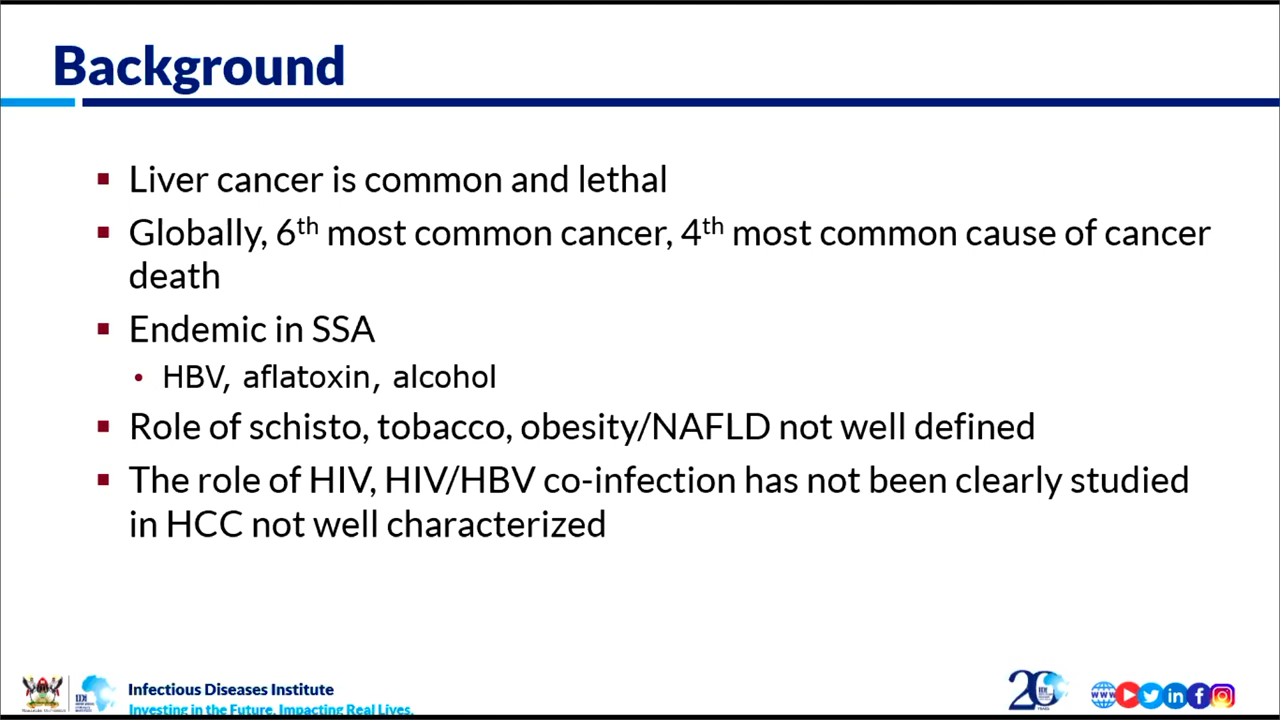 Background
Liver cancer is common and lethal
Globally, 6th most common cancer, 4th most common cause of cancer
death
Endemic in SSA
HBV, aflatoxin, alcohol
Role of schisto, tobacco, obesity/NAFLD not well defined
The role of HIV, HIV/HBV co-infection has not been clearly studied
in HCC not well characterized
Infectious Diseases Institute
Investing in the Future. Impacting Real Lives.
20